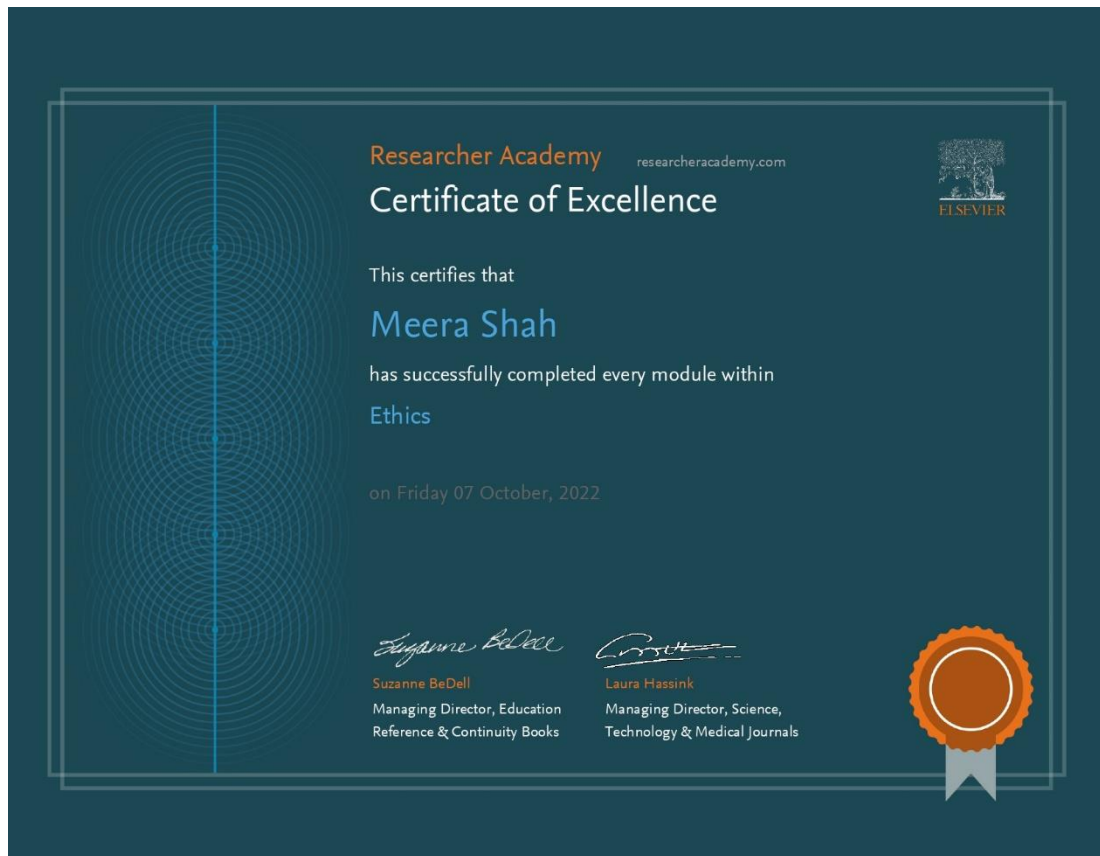 Researcher Academy researcheracademy.com
Certificate of Excellence
ELSEVIER
This certifies that
Meera Shah
has successfully completed every module within
Ethics
on Friday 07 October, 2022
Suzanne BeDell
Suzanne BeDell
Managing Director, Education
Reference & Continuity Books
Laura Hassink
Managing Director, Science,
Technology & Medical Journals